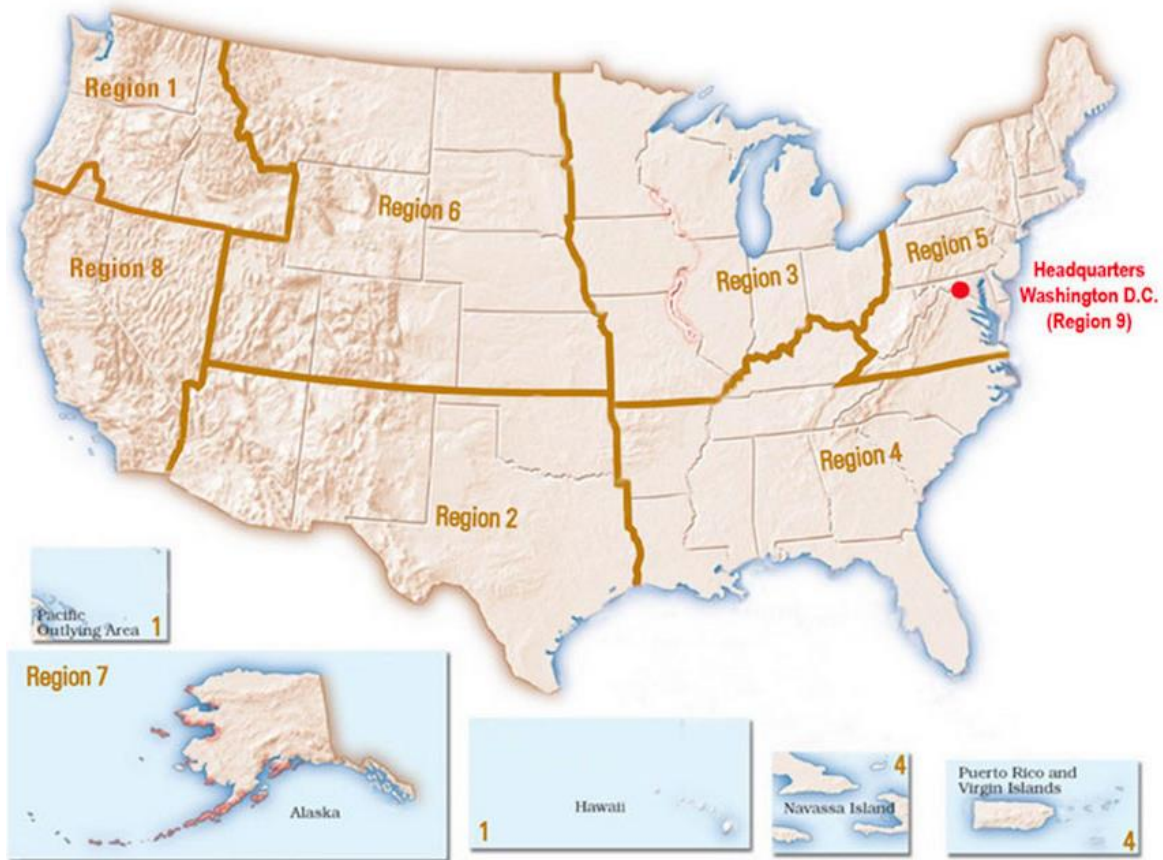 Region 1
Region 6
Region 5
Region 8
Region 3
Headquarters
Washington D.C.
(Region 9)
Region 4
Region 2
Pacific
Outlying Area 1
Region 7
Alaska
Hawaii
1
4
Navassa Island
Puerto Rico and
Virgin Islands
4